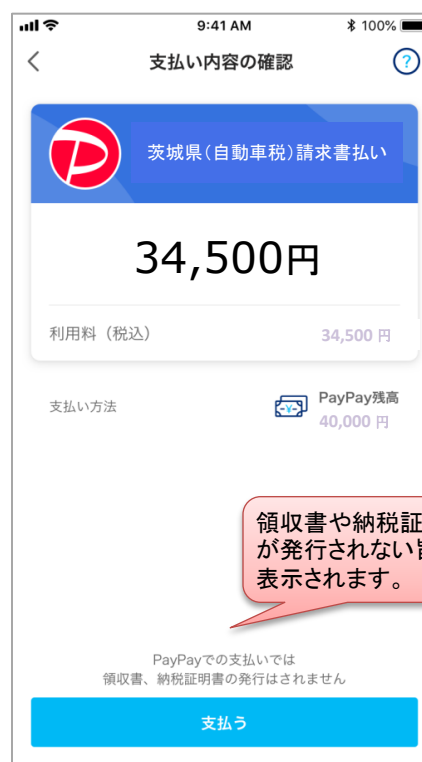 9:41 AM
100%
支払い内容の確認
?
茨城県（自動車税）請求書払い
34,500円
利用料（税込）
34,500 円
支払い方法
PayPay残高
40,000 円
領収書や納税証
が発行されない
表示されます。
PayPayでの支払いでは
領収書、納税証明書の発行はされません
支払う